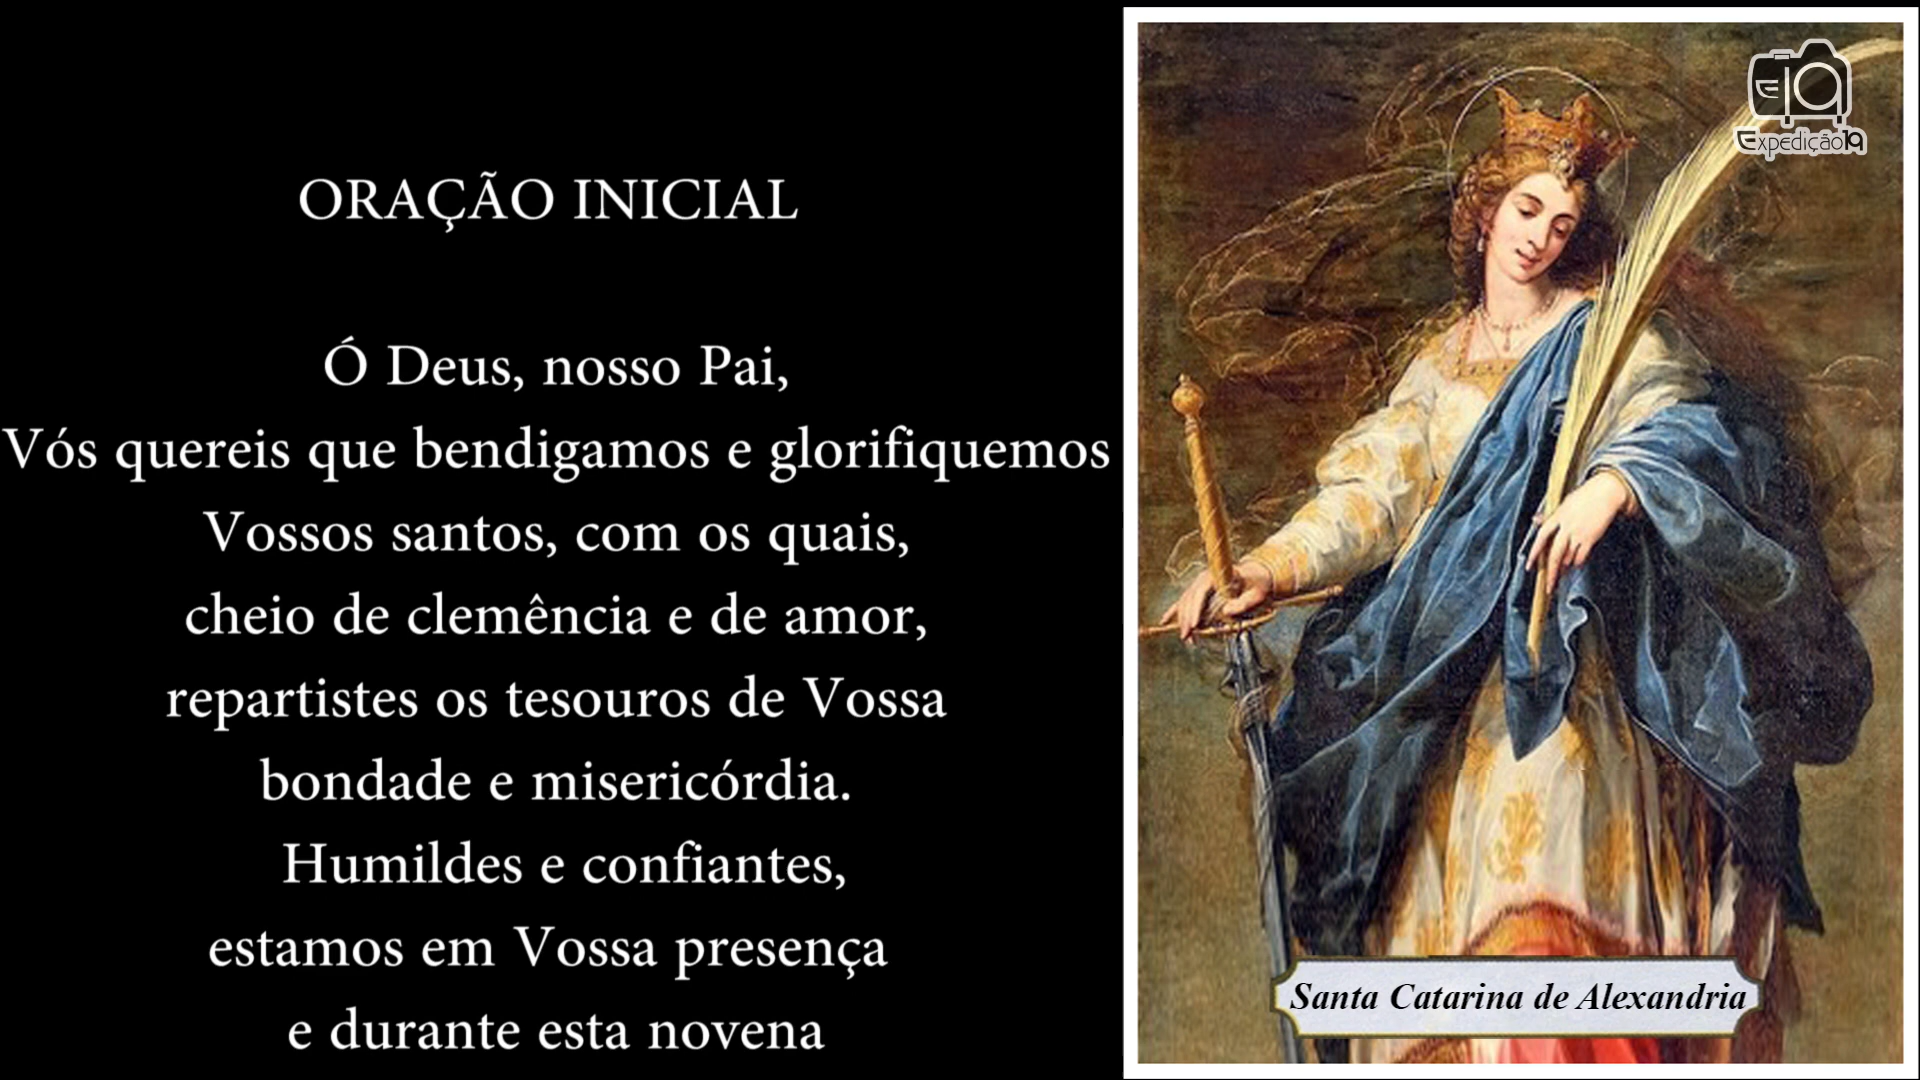 ORAÇÃO INICIAL
Ó Deus, nosso Pai,
Vós quereis que bendigamos e glorifiquemos
Vossos santos, com os quais,
cheio de clemência e de amor,
repartistes os tesouros de Vossa
bondade e misericórdia.
Humildes e confiantes,
estamos em Vossa presença
e durante esta novena
E19
Expedição19
Santa Catarina de Alexandria